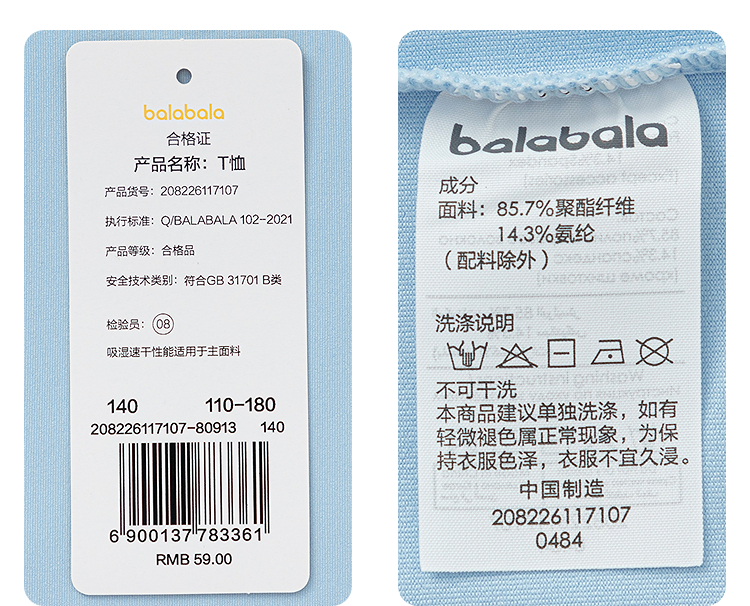 balabala
合格证
产品名称：T恤
产品货号：208226117107
执行标准：Q/BALABALA 102-2021
产品等级：合格品
安全技术类别：符合GB 31701 B类
检验员：08
吸湿速干性能适用于主面料
140 110-180
208226117107-80913 140
6 900137 783361
RMB 59.00
balabala
成分
面料：85.7%聚酯纤维
14.3%氨纶
（配料除外）
洗涤说明
不可干洗
本商品建议单独洗涤，如有
轻微褪色属正常现象，为保
持衣服色泽，衣服不宜久浸。
中国制造
208226117107
0484